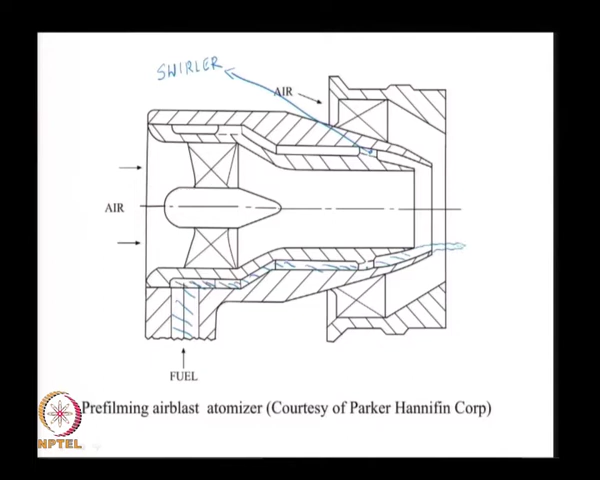 SWIRLER
AIR
AIR
FUEL
Prefilming airblast atomizer (Courtesy of Parker Hannifin Corp)
NPTEL